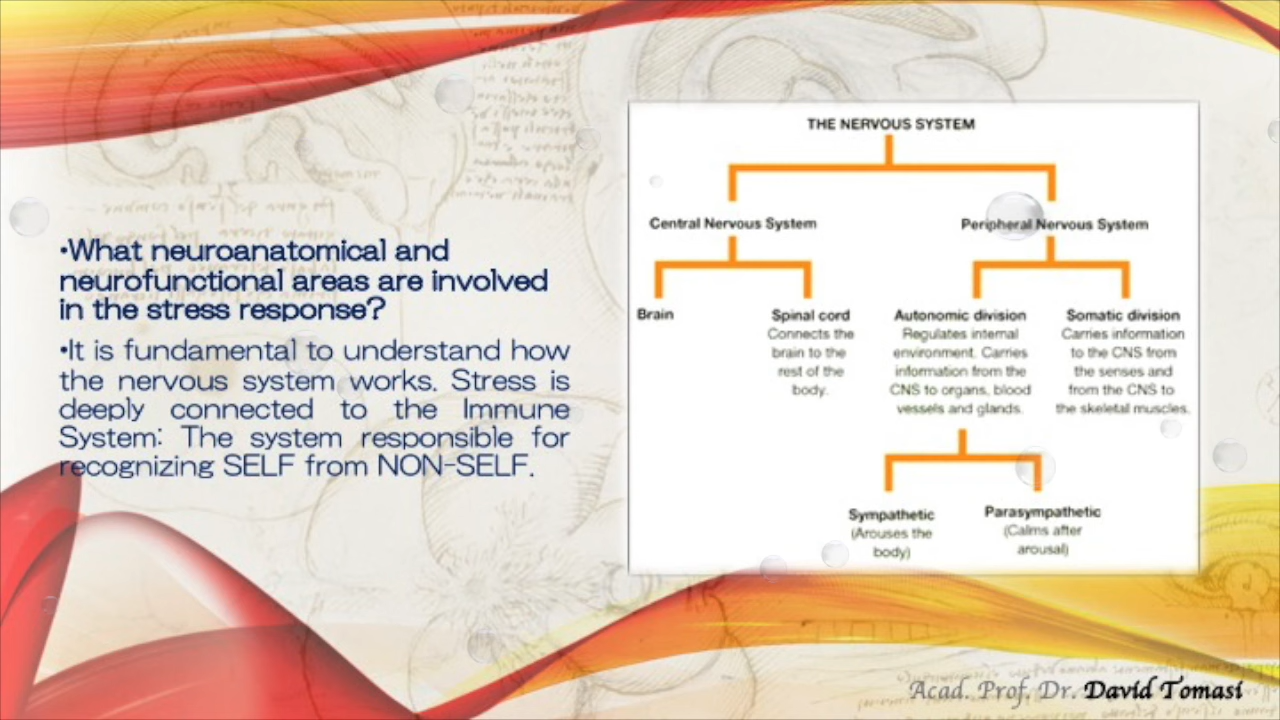 •What neuroanatomical and
neurofunctional areas are involved
in the stress response?
•It is fundamental to understand how
the nervous system works. Stress is
deeply connected to the Immune
System: The system responsible for
recognizing SELF from NON-SELF.
THE NERVOUS SYSTEM
Central Nervous System
Peripheral Nervous System
Brain
Spinal cord
Connects the
brain to the
rest of the
body.
Autonomic division
Regulates internal
environment. Carries
information from the
CNS to organs, blood
vessels and glands.
Somatic division
Carries information
to the CNS from
the senses and
from the CNS to
the skeletal muscles.
Sympathetic
(Arouses the
body)
Parasympathetic
(Calms after
arousal)
Acad. Prof. Dr. David Tomasi